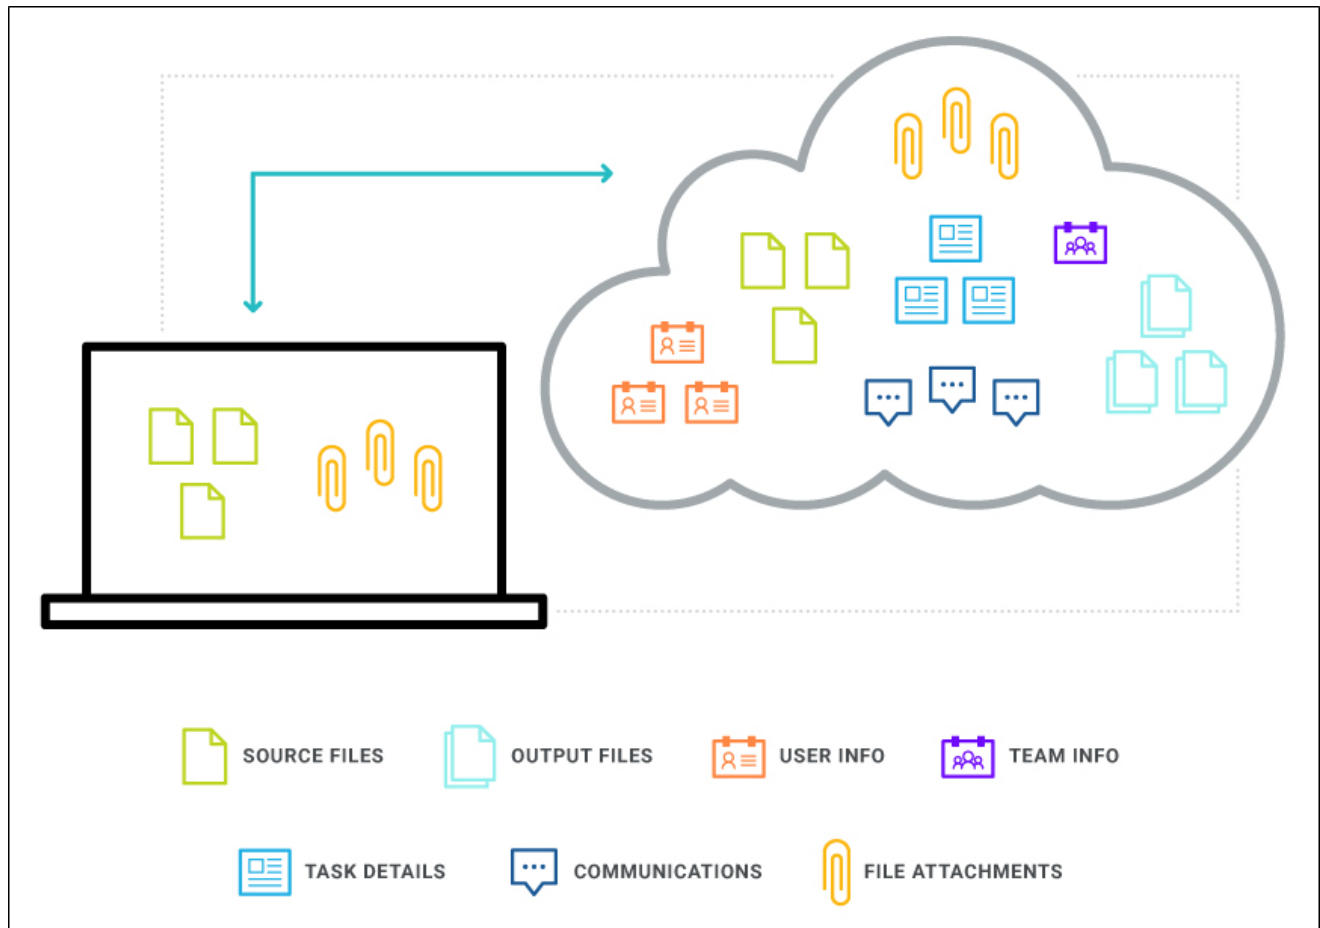 SOURCE FILES
OUTPUT FILES
USER INFO
TEAM INFO
TASK DETAILS
COMMUNICATIONS
FILE ATTACHMENTS